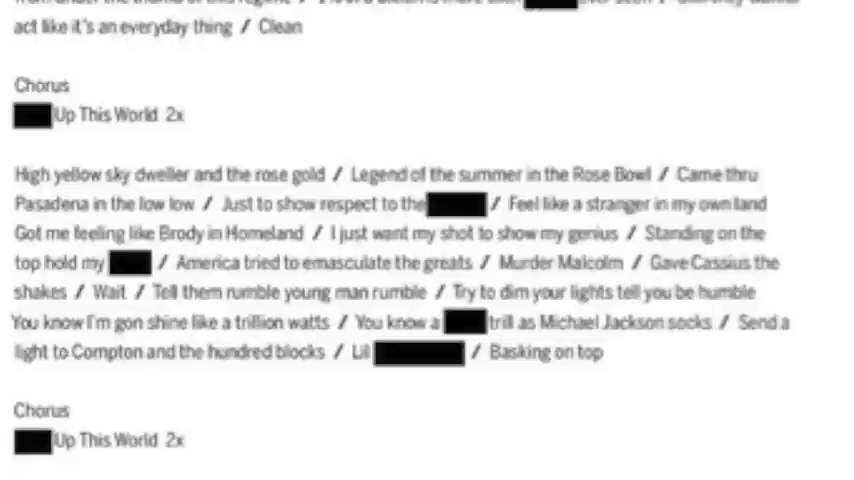 act like it's an everyday thing / Clean
Chorus
Up This World 2x
High yellow sky dweller and the rose gold / Legend of the summer in the Rose Bowl / Came thru
Pasadena in the low low / Just to show respect to the / Feel like a stranger in my own land
Got me feeling like Brody in Homeland / I just want my shot to show my genius / Standing on the
top hold my / America tried to emasculate the greats / Murder Malcolm / Gave Cassius the
shakes / Wait / Tell them rumble young man rumble / Try to dim your lights tell you be humble
You know I'm gon shine like a trillion watts / You know a trill as Michael Jackson socks / Send a
light to Compton and the hundred blocks / Lil / Basking on top
Chorus
Up This World 2x